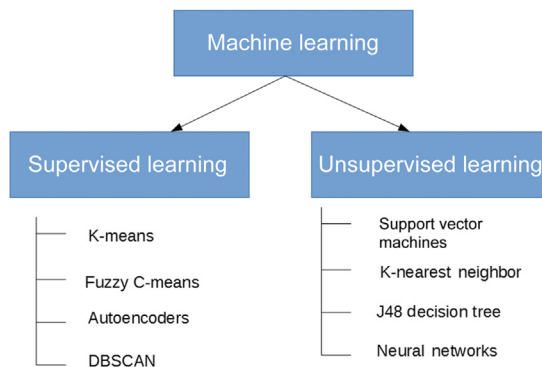 Machine learning
Supervised learning
Unsupervised learning
K-means
Fuzzy C-means
Autoencoders
DBSCAN
Support vector
machines
K-nearest neighbor
J48 decision tree
Neural networks